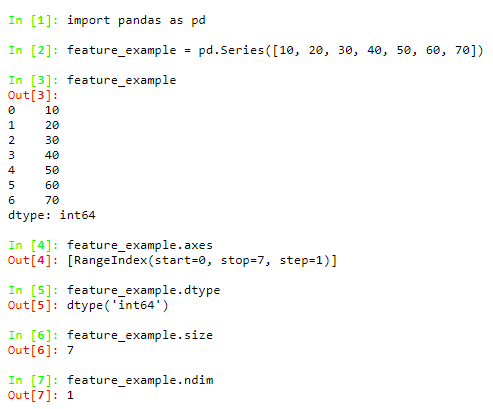 In [1]: import pandas as pd
In [2]: feature_example = pd.Series([10, 20, 30, 40, 50, 60, 70])
In [3]: feature_example
Out[3]:
0    10
1    20
2    30
3    40
4    50
5    60
6    70
dtype: int64
In [4]: feature_example.axes
Out[4]: [RangeIndex(start=0, stop=7, step=1)]
In [5]: feature_example.dtype
Out[5]: dtype('int64')
In [6]: feature_example.size
Out[6]: 7
In [7]: feature_example.ndim
Out[7]: 1